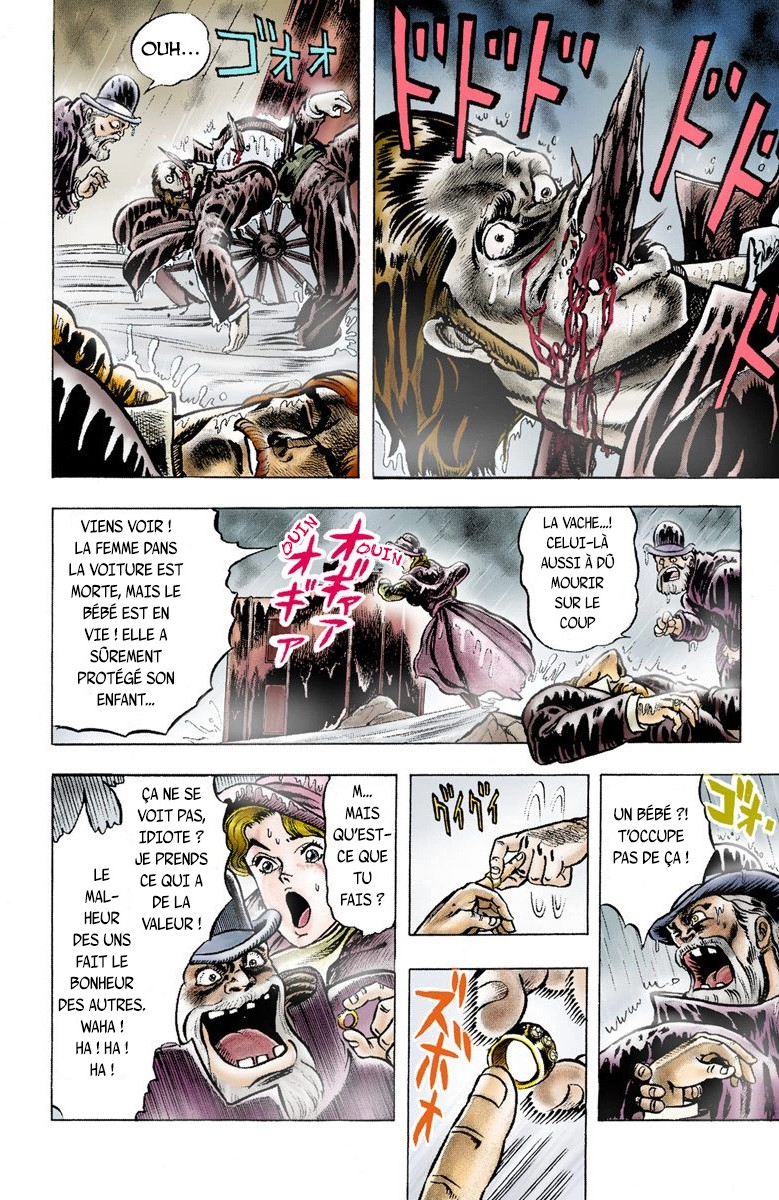 ドドドド
ドド
ド
OUH...
ゴォォ
LA VACHE...!
CELUI-LÀ
AUSSI À DÛ
MOURIR
SUR LE
COUP
OUIN
オギャア
OUIN
オギァ
VIENS VOIR !
LA FEMME DANS
LA VOITURE EST
MORTE, MAIS LE
BÉBÉ EST EN
VIE ! ELLE A
SÛREMENT
PROTÉGÉ SON
ENFANT...
ゴォ.
UN BÉBÉ ?!
T'OCCUPE
PAS DE ÇA !
グイグイ
ズボォ
M...
MAIS
QU'EST-
CE QUE
TU
FAIS ?
ÇA NE SE
VOIT PAS,
IDIOTE ?
JE PRENDS
CE QUI A
DE LA
VALEUR !
LE
MAL-
HEUR
DES UNS
FAIT LE
BONHEUR
DES AUTRES.
WAHA !
HA ! HA !
HA !